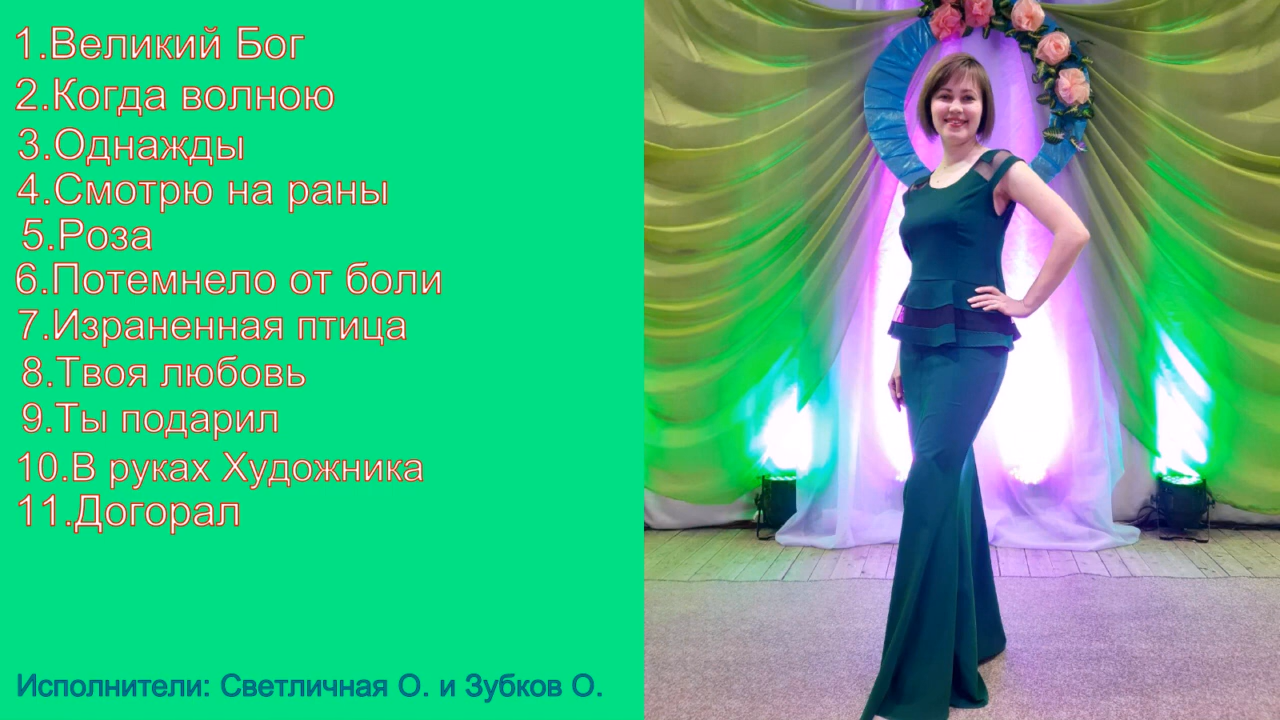 1.Великий Бог
2.Когда волною
3.Однажды
4.Смотрю на раны
5.Роза
6.Потемнело от боли
7.Израненная птица
8.Твоя любовь
9.Ты подарил
10.В руках Художника
11.Догорал
Исполнители: Светличная О. и Зубков О.